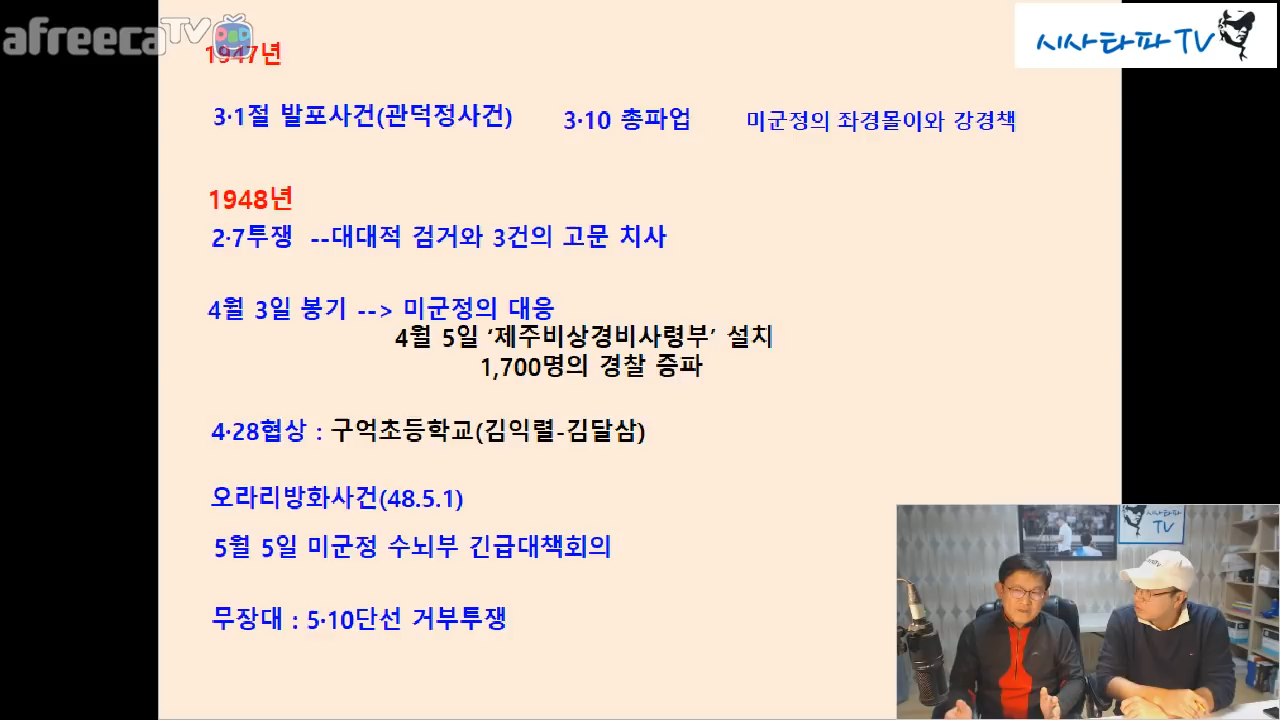 afreecaTV
시사타파TV
1947년
3·1절 발포사건(관덕정사건) 3·10 총파업 미군정의 좌경몰이와 강경책
1948년
2·7투쟁 --대대적 검거와 3건의 고문 치사
4월 3일 봉기 --> 미군정의 대응
4월 5일 ‘제주비상경비사령부’ 설치
1,700명의 경찰 증파
4·28협상 : 구억초등학교(김익렬-김달삼)
오라리방화사건(48.5.1)
5월 5일 미군정 수뇌부 긴급대책회의
무장대 : 5·10단선 거부투쟁
시사타파
TV